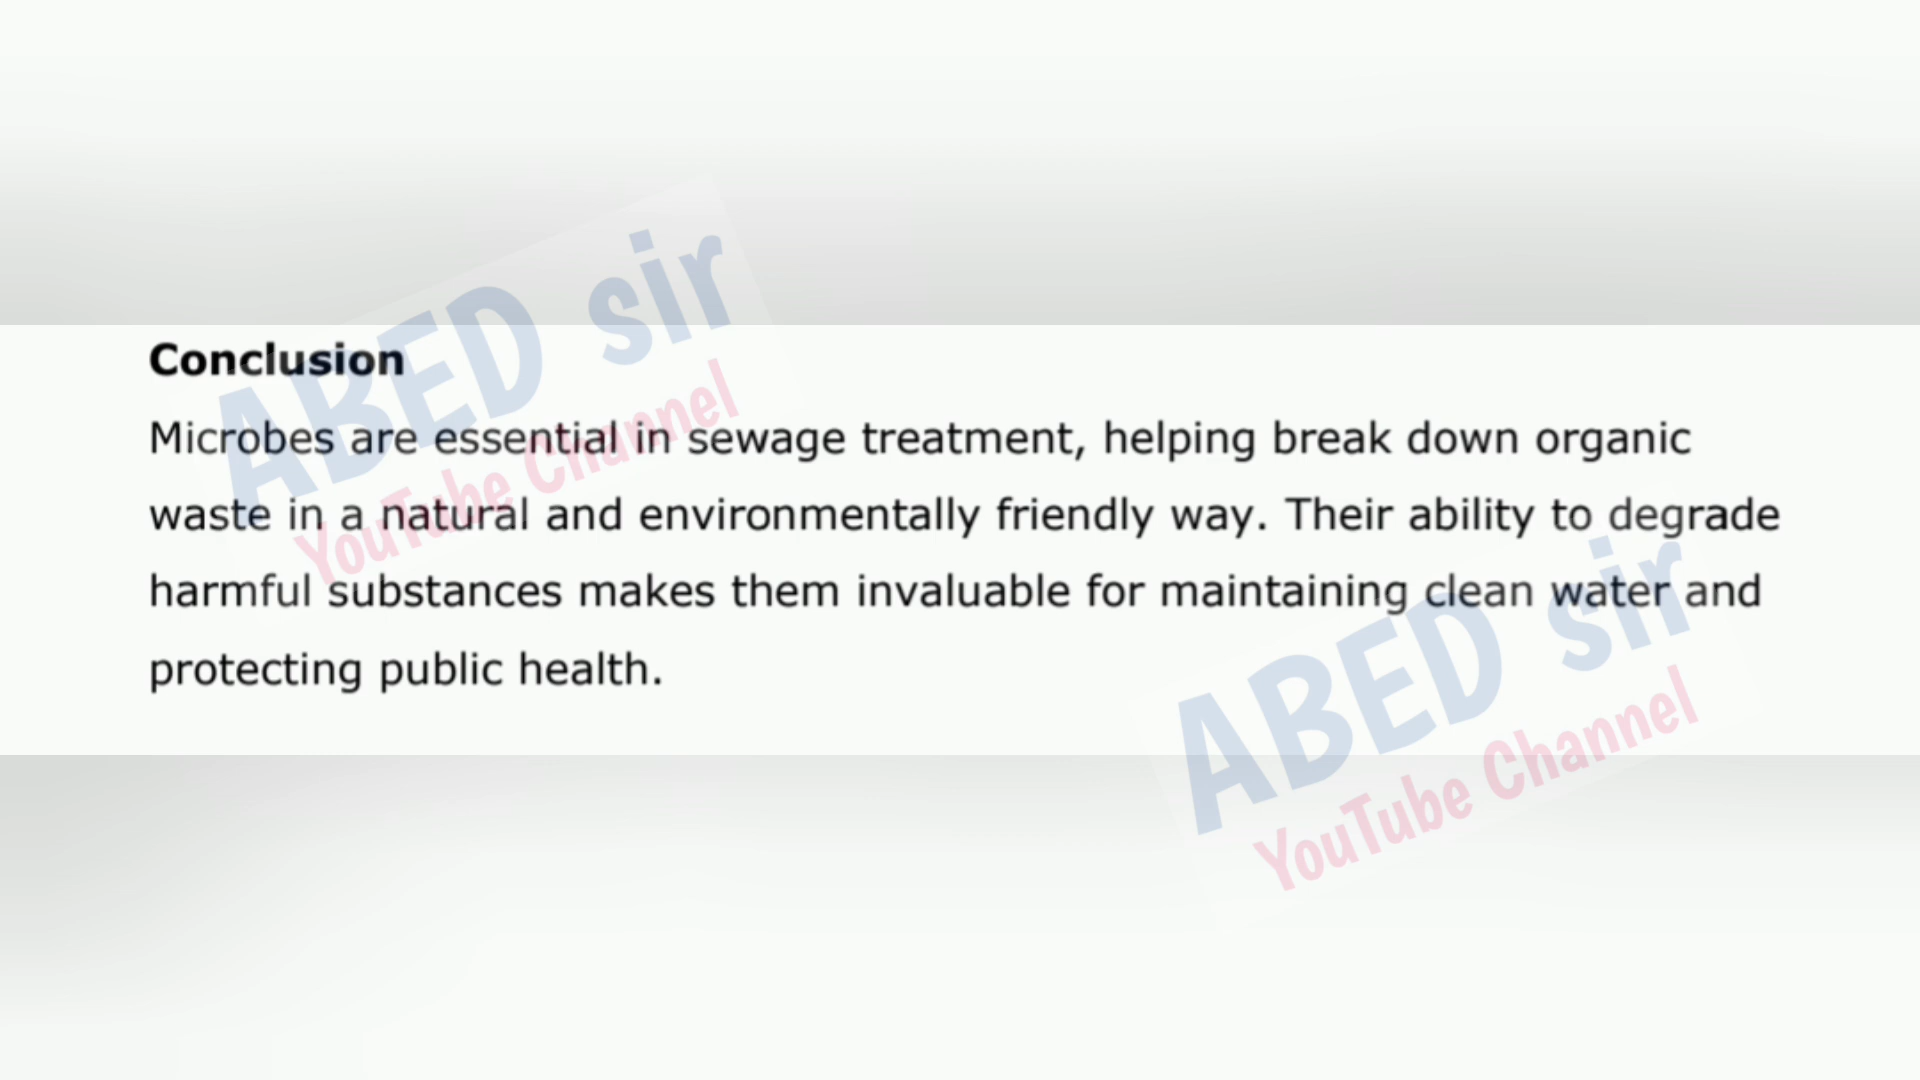 Conclusion
Microbes are essential in sewage treatment, helping break down organic
waste in a natural and environmentally friendly way. Their ability to degrade
harmful substances makes them invaluable for maintaining clean water and
protecting public health.
ABED sir
YouTube Channel
ABED sir
YouTube Channel